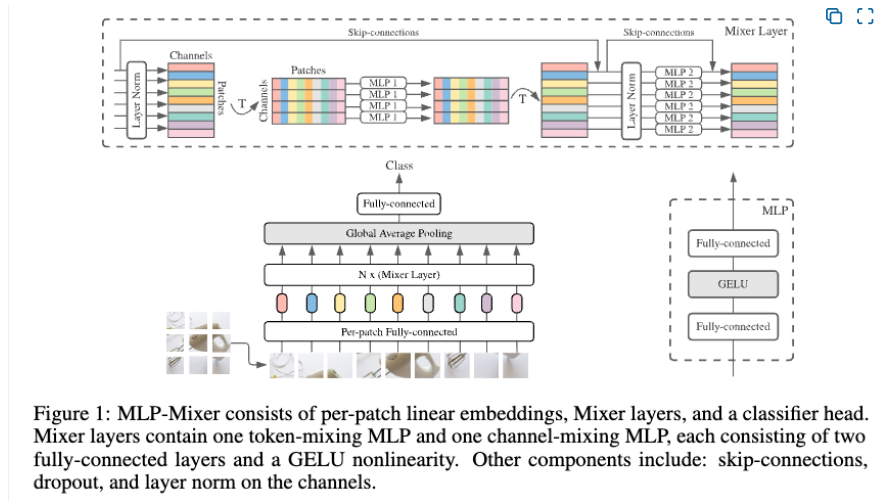 Skip-connections
Skip-connections
Mixer Layer
Channels
Layer Norm
Patches
T
Patches
Channels
MLP 1
MLP 1
MLP 1
MLP 1
T
Layer Norm
MLP 2
MLP 2
MLP 2
MLP 2
MLP 2
MLP 2
Class
Fully-connected
Global Average Pooling
N x (Mixer Layer)
Per-patch Fully-connected
MLP
Fully-connected
GELU
Fully-connected
Figure 1: MLP-Mixer consists of per-patch linear embeddings, Mixer layers, and a classifier head.
Mixer layers contain one token-mixing MLP and one channel-mixing MLP, each consisting of two
fully-connected layers and a GELU nonlinearity. Other components include: skip-connections,
dropout, and layer norm on the channels.